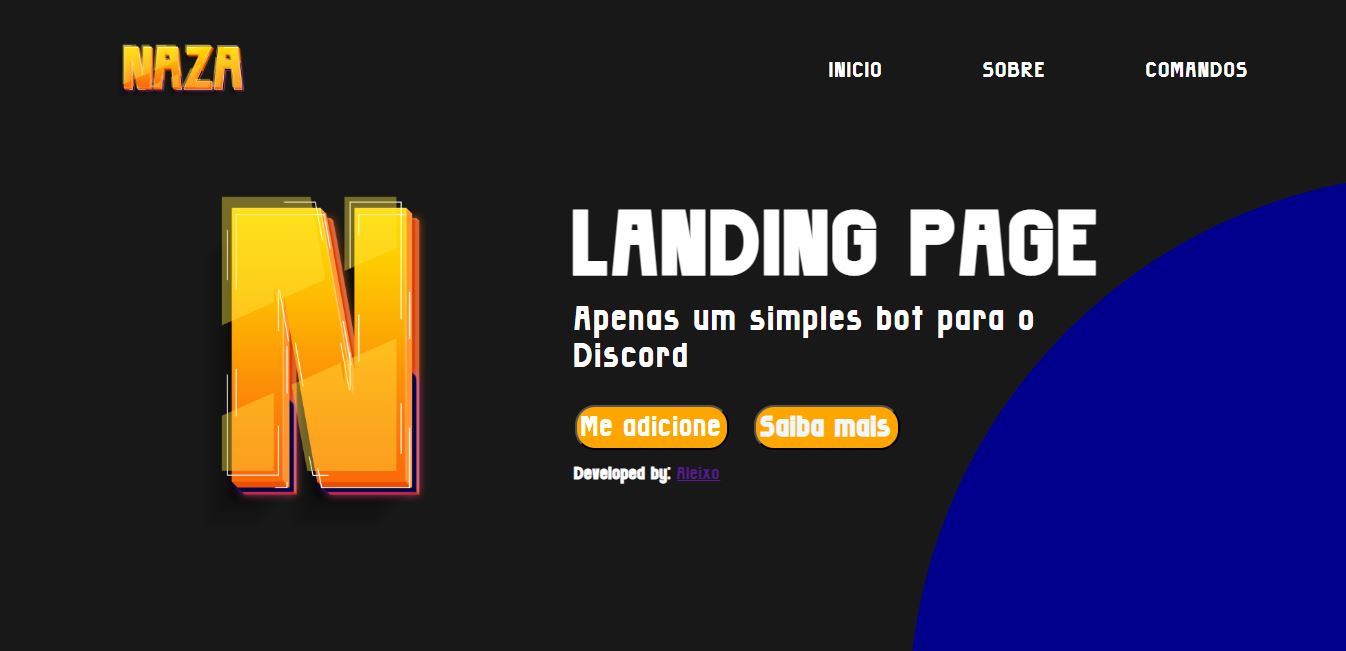 NAZA
INICIO SOBRE COMANDOS
N
LANDING PAGE
Apenas um simples bot para o
Discord
Me adicione Saiba mais
Developed by: Aleixo